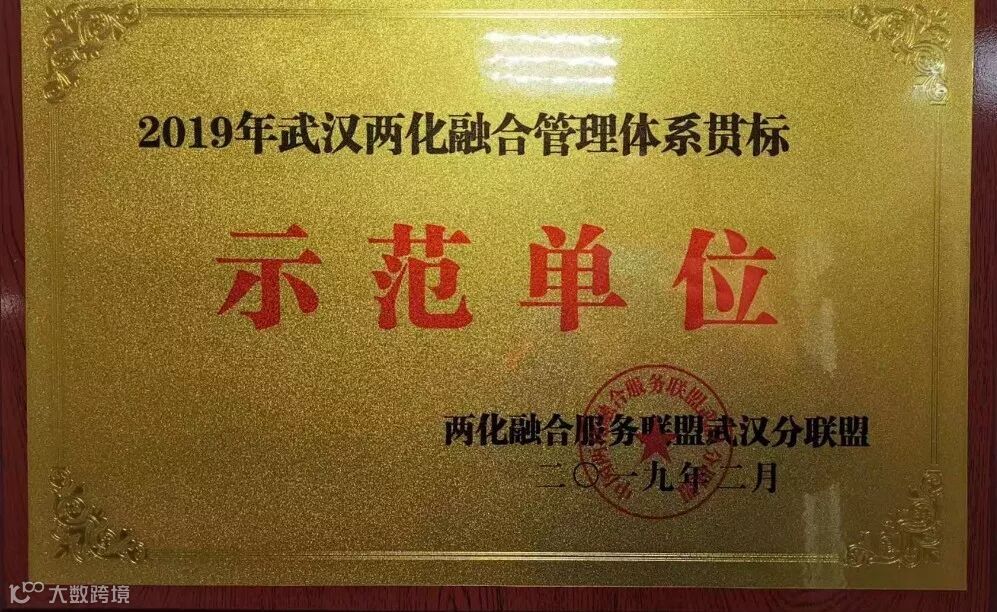 2019年武汉两化融合管理体系贯标
示范单位
两化融合服务联盟武汉分联盟
二〇一九年二月
大数跨境